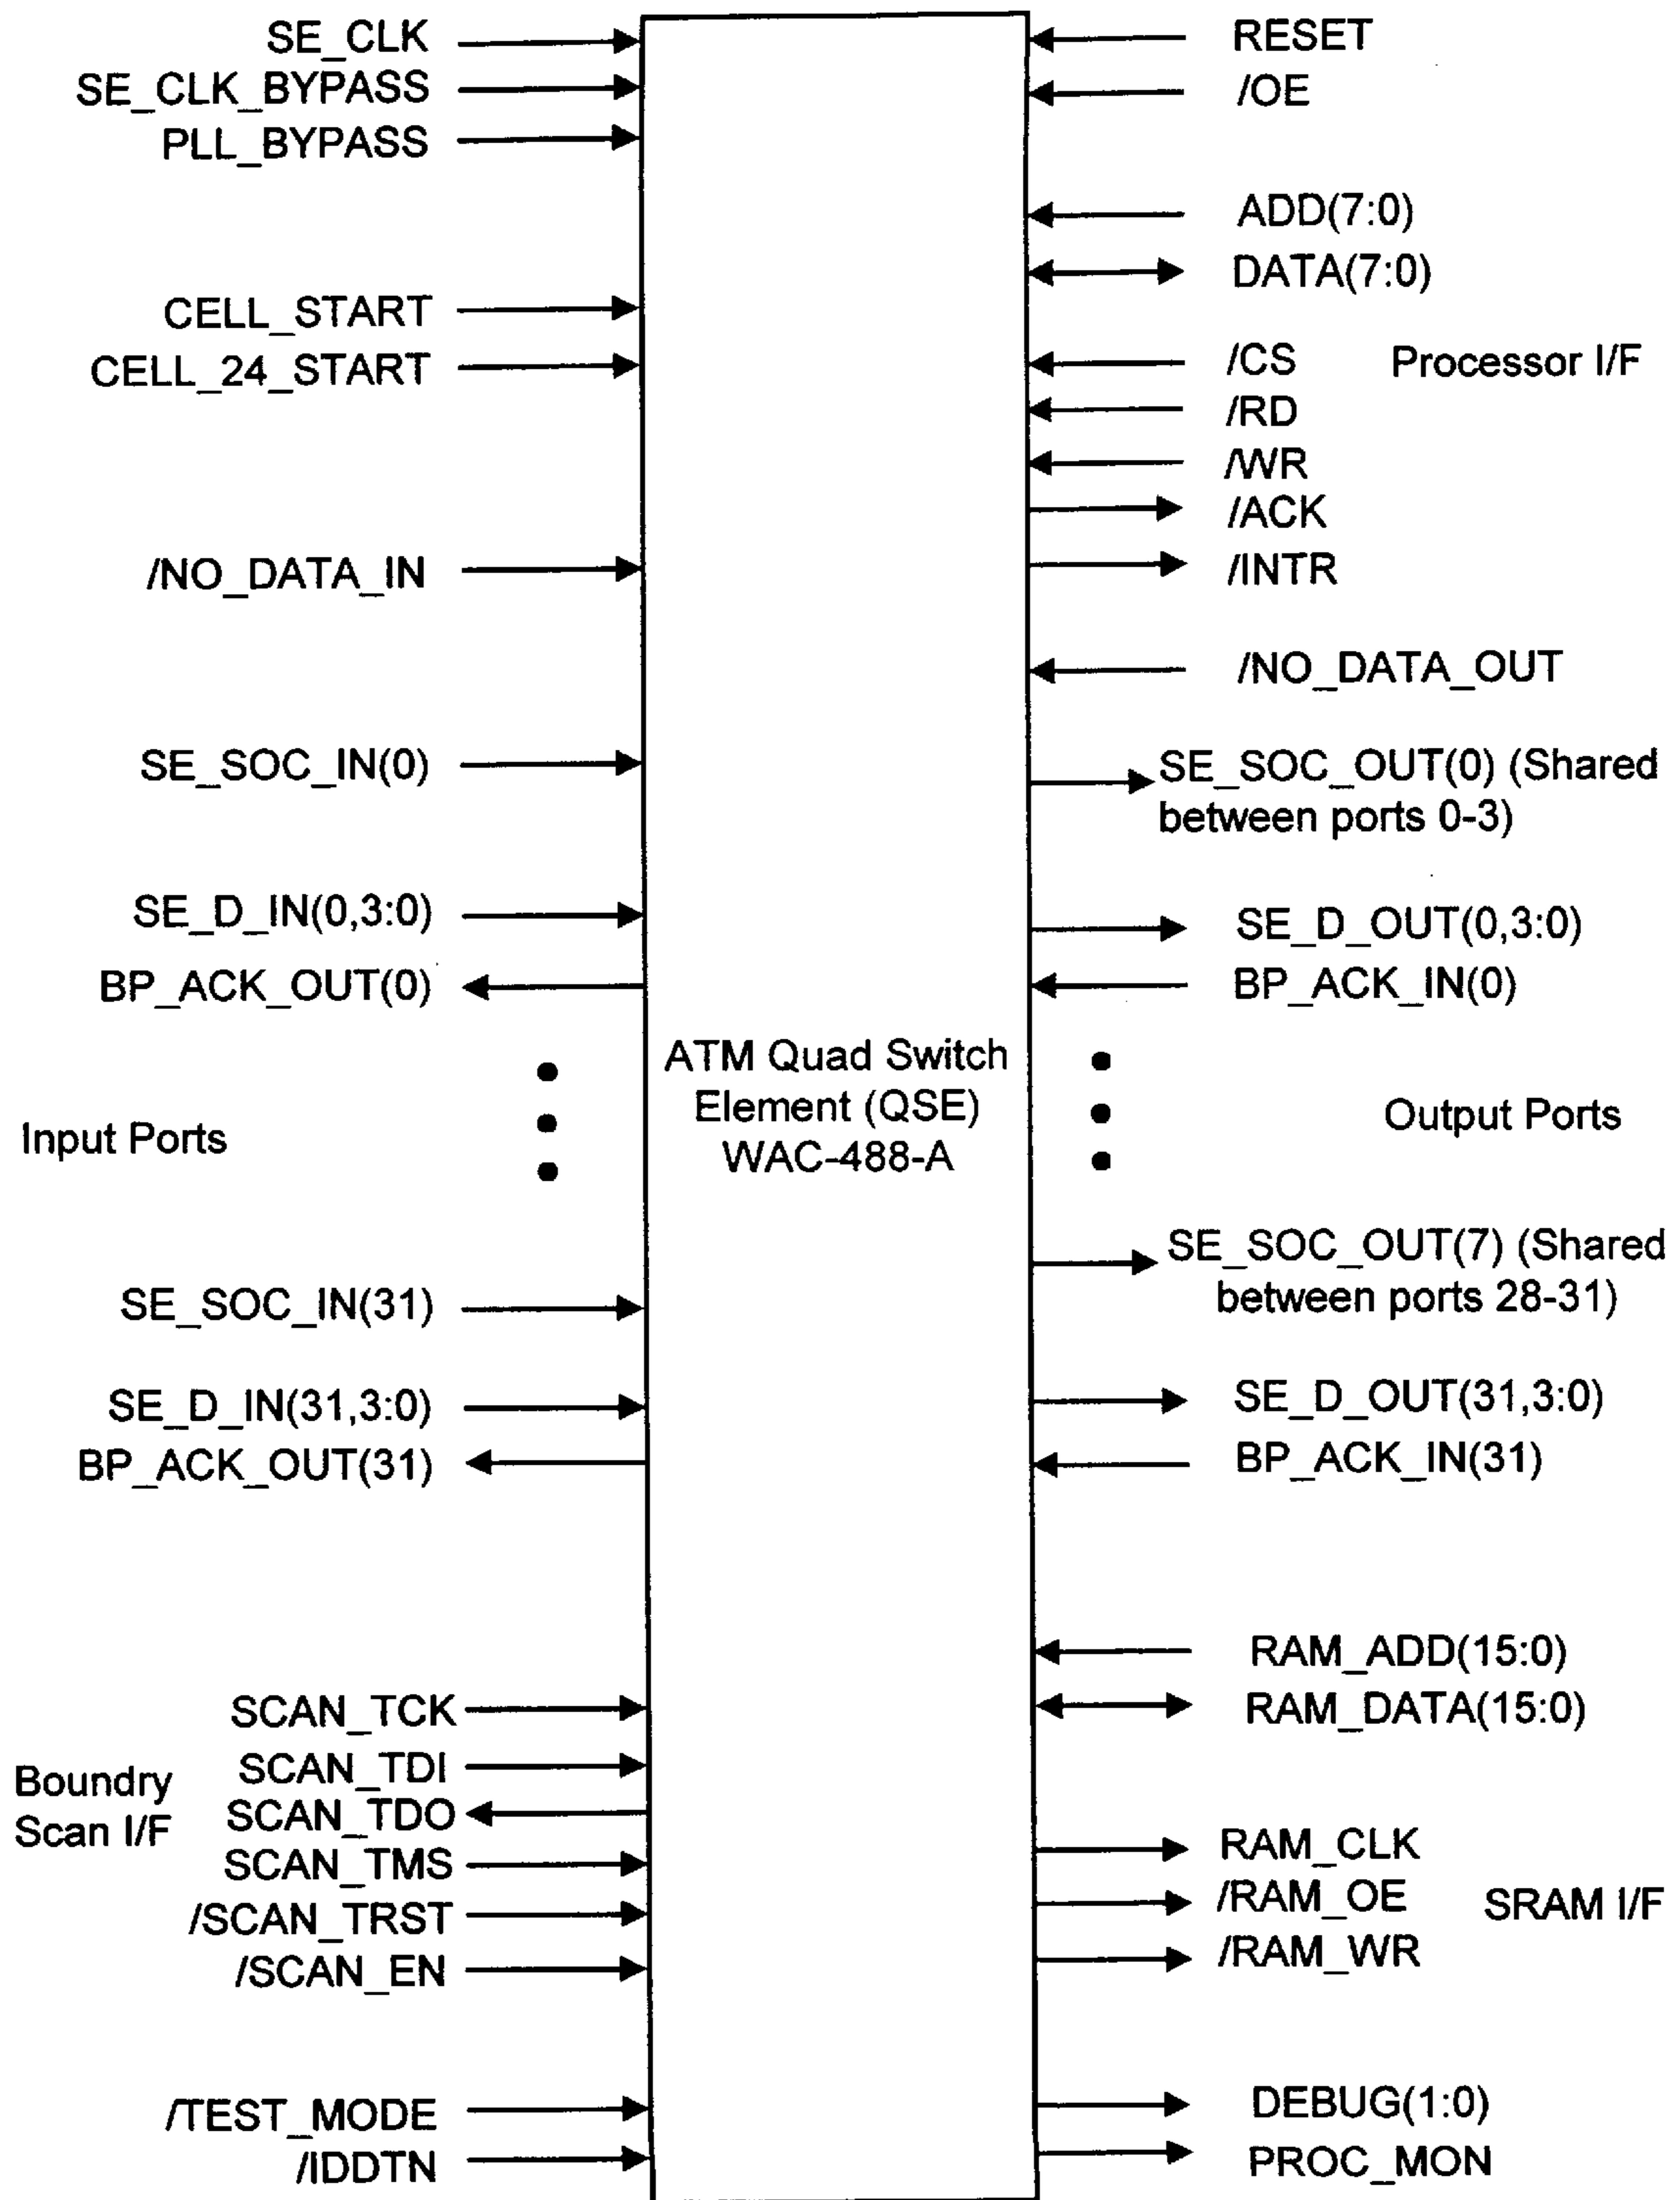 SE_CLK
SE_CLK_BYPASS
PLL_BYPASS
CELL_START
CELL_24_START
/NO_DATA_IN
SE_SOC_IN(0)
SE_D_IN(0,3:0)
BP_ACK_OUT(0)
Input Ports
SE_SOC_IN(31)
SE_D_IN(31,3:0)
BP_ACK_OUT(31)
Boundry
Scan I/F
SCAN_TCK
SCAN_TDI
SCAN_TDO
SCAN_TMS
/SCAN_TRST
/SCAN_EN
/TEST_MODE
/IDDTN
ATM Quad Switch
Element (QSE)
WAC-488-A
RESET
/OE
ADD(7:0)
DATA(7:0)
/CS
Processor I/F
/RD
/WR
/ACK
/INTR
/NO_DATA_OUT
SE_SOC_OUT(0) (Shared
between ports 0-3)
SE_D_OUT(0,3:0)
BP_ACK_IN(0)
Output Ports
SE_SOC_OUT(7) (Shared
between ports 28-31)
SE_D_OUT(31,3:0)
BP_ACK_IN(31)
RAM_ADD(15:0)
RAM_DATA(15:0)
RAM_CLK
/RAM_OE
SRAM I/F
/RAM_WR
DEBUG(1:0)
PROC_MON